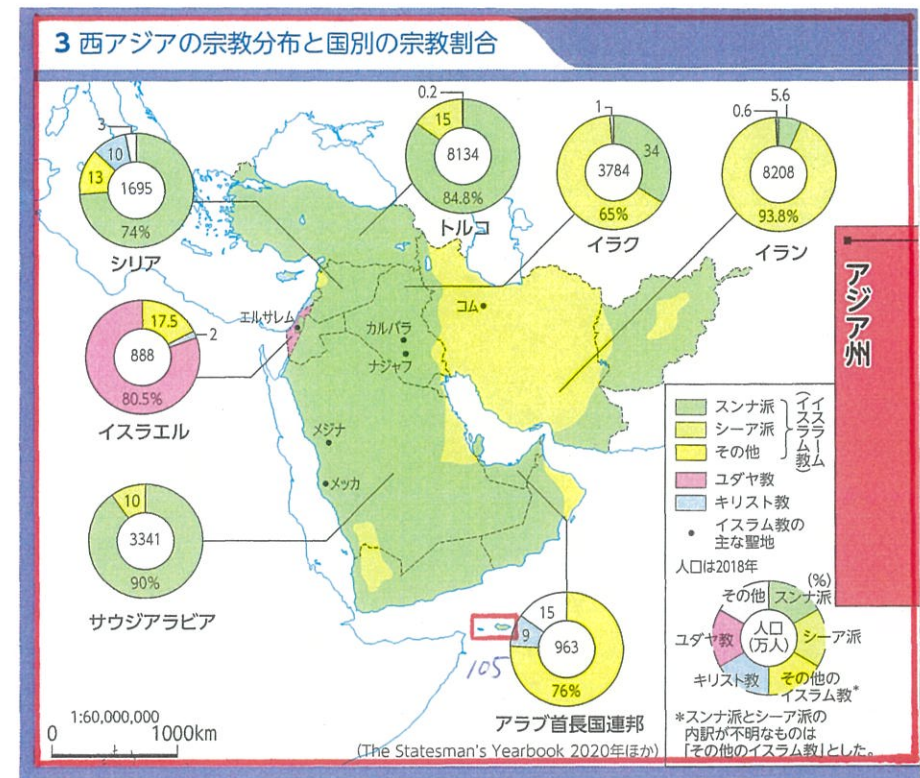 3 西アジアの宗教分布と国別の宗教割合
3
10
13
1695
74%
シリア
0.2
15
8134
84.8%
トルコ
1
34
3784
65%
イラク
0.6
5.6
8208
93.8%
イラン
アジア州
17.5
2
888
80.5%
イスラエル
エルサレム
カルバラ
ナジャフ
コム
メジナ
メッカ
10
3341
90%
サウジアラビア
15
9
963
76%
アラブ首長国連邦
105
スンナ派
シーア派
その他
(イスラーム
イスラム教)
ユダヤ教
キリスト教
イスラム教の
主な聖地
人口は2018年
(%)
その他
スンナ派
ユダヤ教
人口
(万人)
シーア派
キリスト教
その他の
イスラム教*
*スンナ派とシーア派の
内訳が不明なものは
「その他のイスラム教」とした。
1:60,000,000
0 1000km
(The Statesman's Yearbook 2020年ほか)